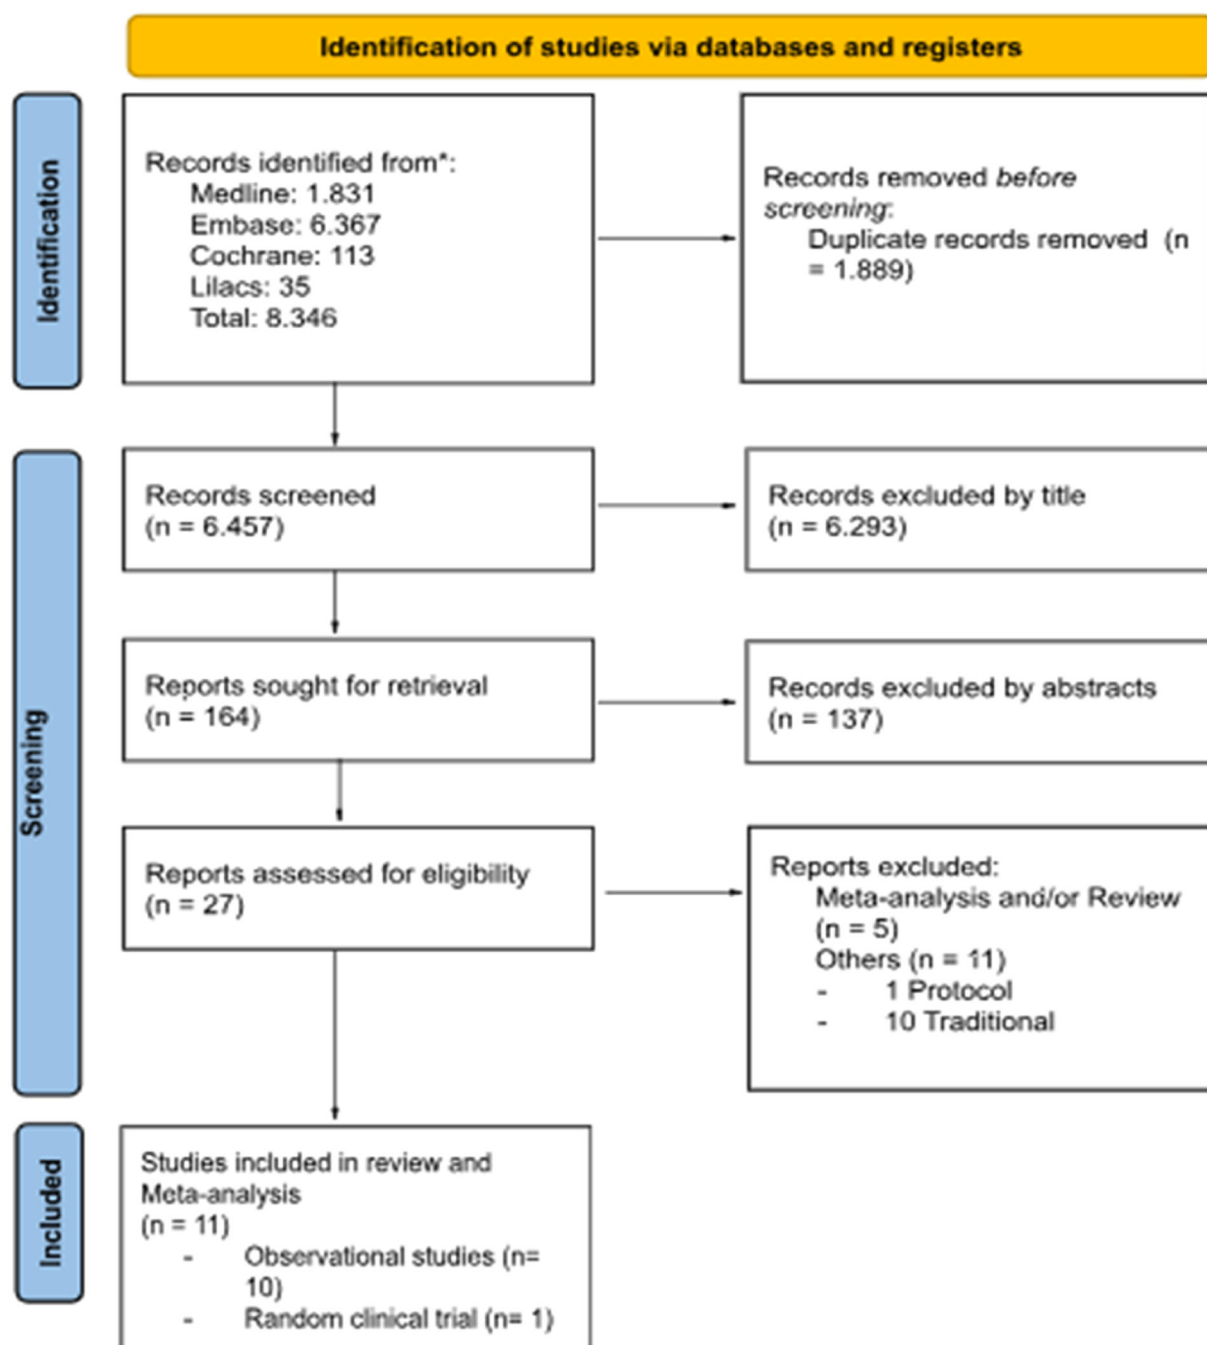 Identification of studies via databases and registers
Identification
Records identified from*:
Medline: 1.831
Embase: 6.367
Cochrane: 113
Lilacs: 35
Total: 8.346
Records removed before
screening:
Duplicate records removed (n
= 1.889)
Screening
Records screened
(n = 6.457)
Records excluded by title
(n = 6.293)
Reports sought for retrieval
(n = 164)
Records excluded by abstracts
(n = 137)
Reports assessed for eligibility
(n = 27)
Reports excluded:
Meta-analysis and/or Review
(n = 5)
Others (n = 11)
- 1 Protocol
- 10 Traditional
Included
Studies included in review and
Meta-analysis
(n = 11)
- Observational studies (n=
10)
- Random clinical trial (n= 1)